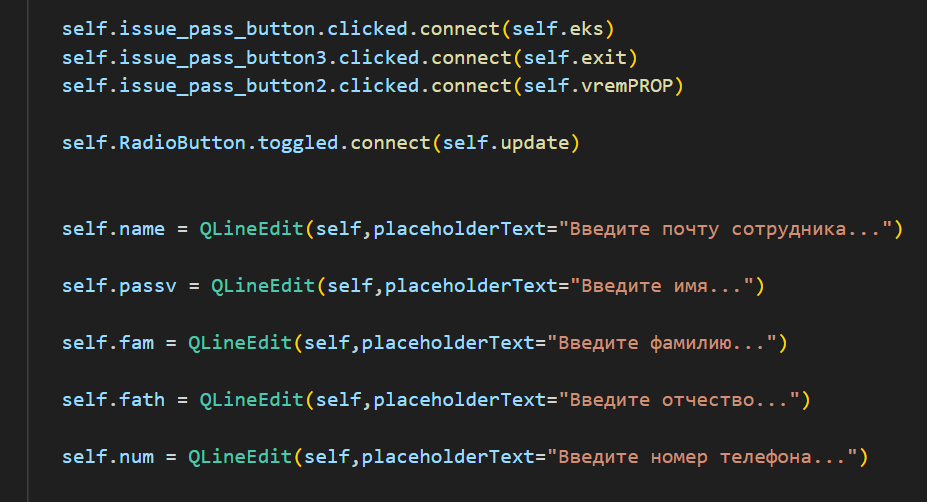 self.issue_pass_button.clicked.connect(self.eks)
self.issue_pass_button3.clicked.connect(self.exit)
self.issue_pass_button2.clicked.connect(self.vremPROP)
self.RadioButton.toggled.connect(self.update)
self.name = QLineEdit(self,placeholderText="Введите почту сотрудника...")
self.passv = QLineEdit(self,placeholderText="Введите имя...")
self.fam = QLineEdit(self,placeholderText="Введите фамилию...")
self.fath = QLineEdit(self,placeholderText="Введите отчество...")
self.num = QLineEdit(self,placeholderText="Введите номер телефона...")